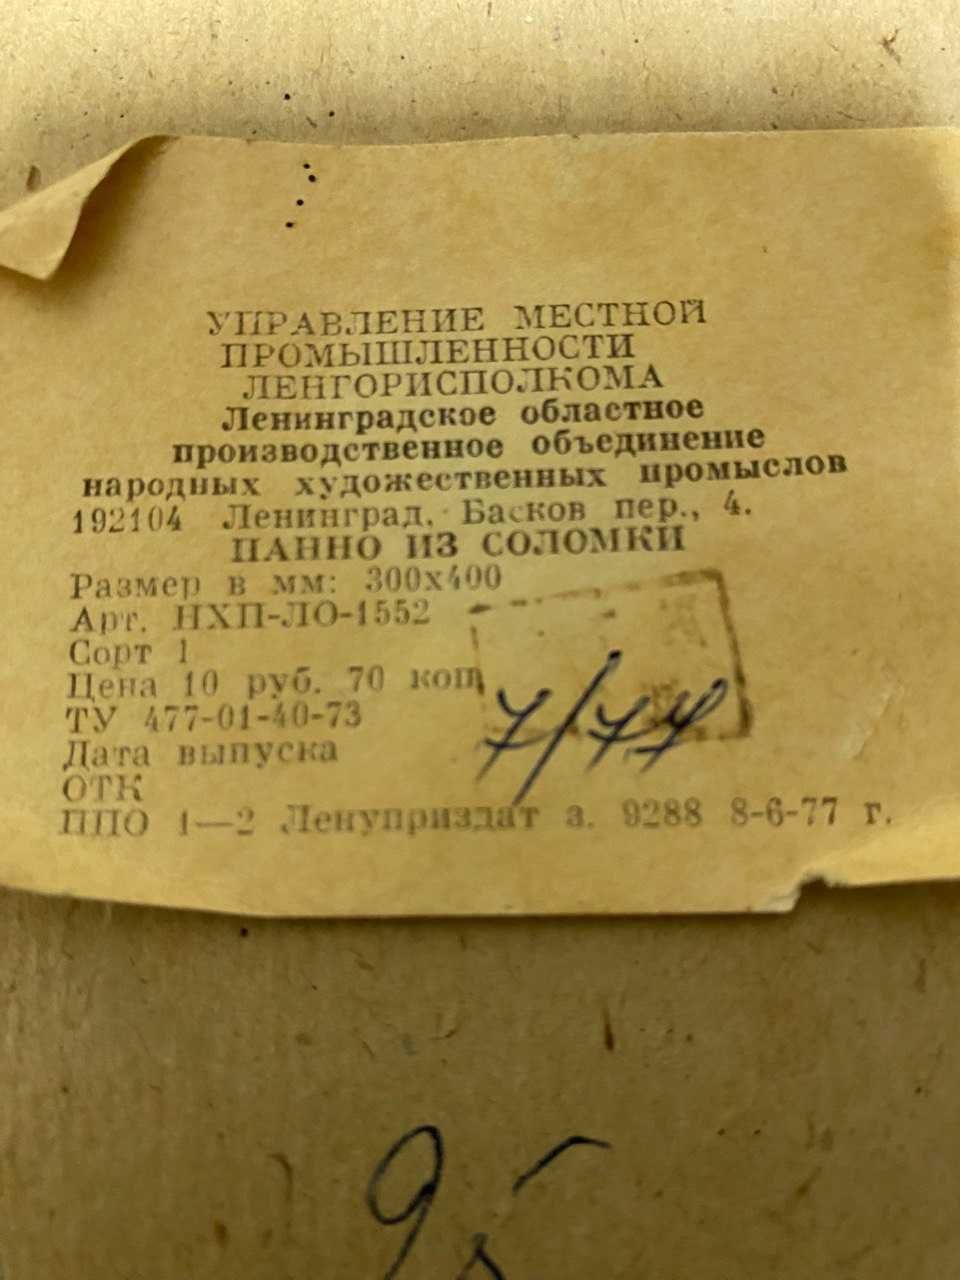 УПРАВЛЕНИЕ МЕСТНОЙ
ПРОМЫШЛЕННОСТИ
ЛЕНГОРИСПОЛКОМА
Ленинградское областное
производственное объединение
народных художественных промыслов
192104 Ленинград, Басков пер., 4.
ПАННО ИЗ СОЛОМКИ
Размер в мм: 300х400
Арт. НХП-ЛО-1552
Сорт 1
Цена 10 руб. 70 коп
ТУ 477-01-40-73
7/77
Дата выпуска
ОТК
ППО 1—2 Ленуприздат з. 9288 8-6-77 г.